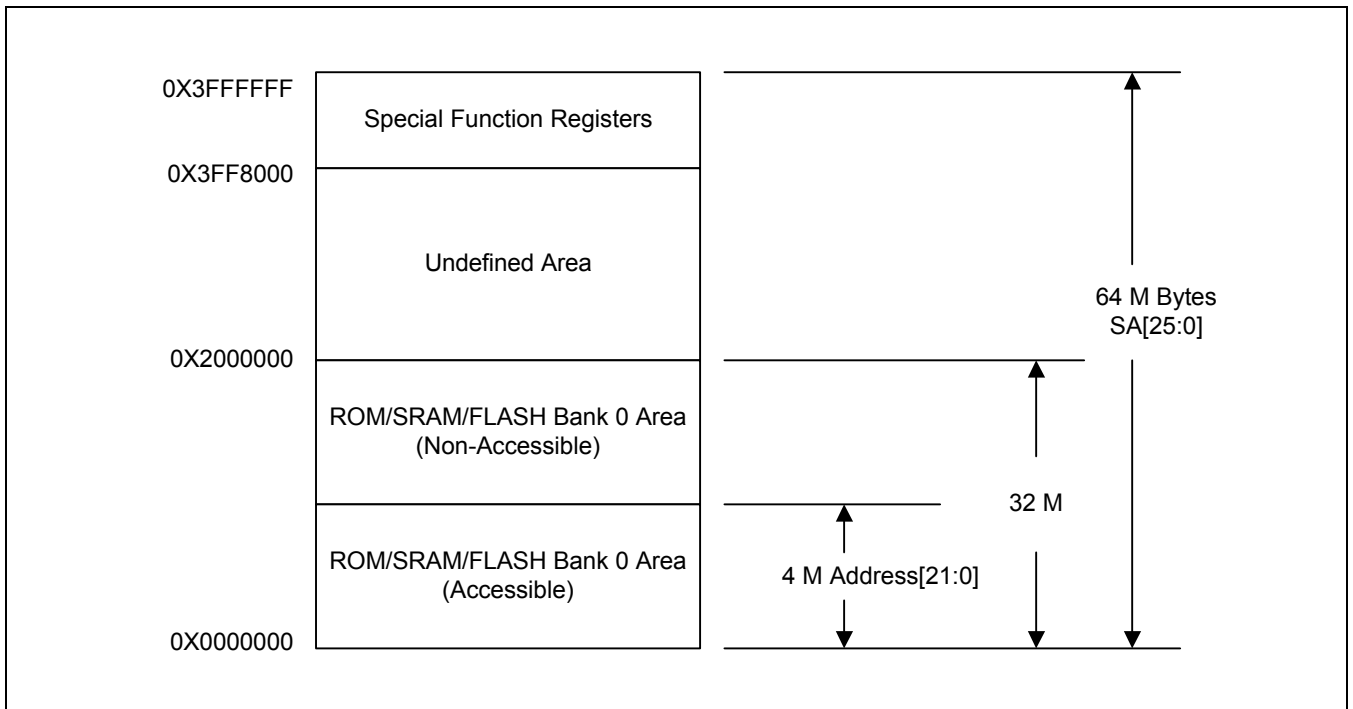 0X3FFFFFF
Special Function Registers
0X3FF8000
Undefined Area
64 M Bytes
SA[25:0]
0X2000000
ROM/SRAM/FLASH Bank 0 Area
(Non-Accessible)
32 M
ROM/SRAM/FLASH Bank 0 Area
(Accessible)
4 M Address[21:0]
0X0000000